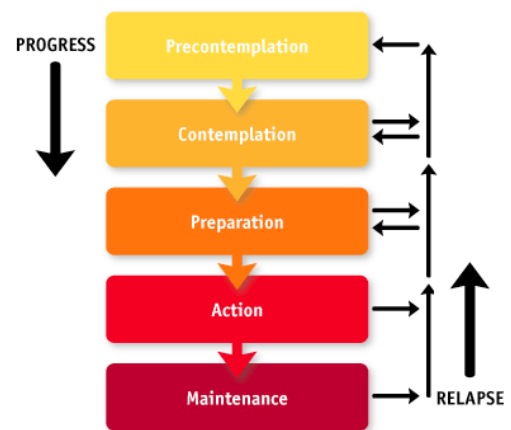 PROGRESS
Precontemplation
Contemplation
Preparation
Action
Maintenance
RELAPSE